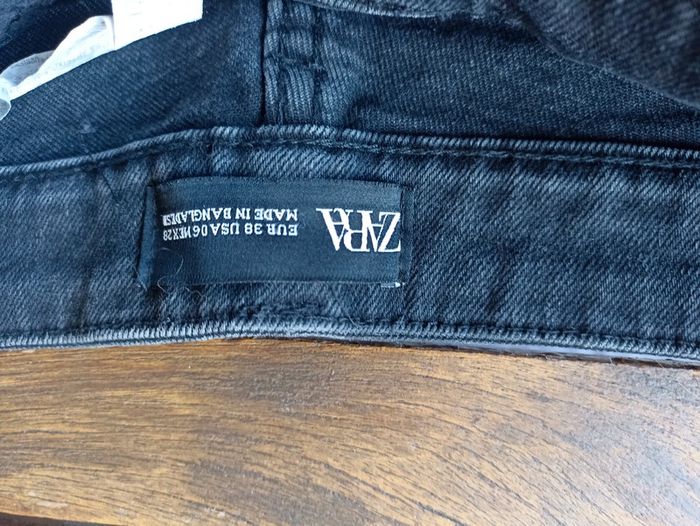 ZARA
EUR 38 USA 06 MEX 28
MADE IN BANGLADESH